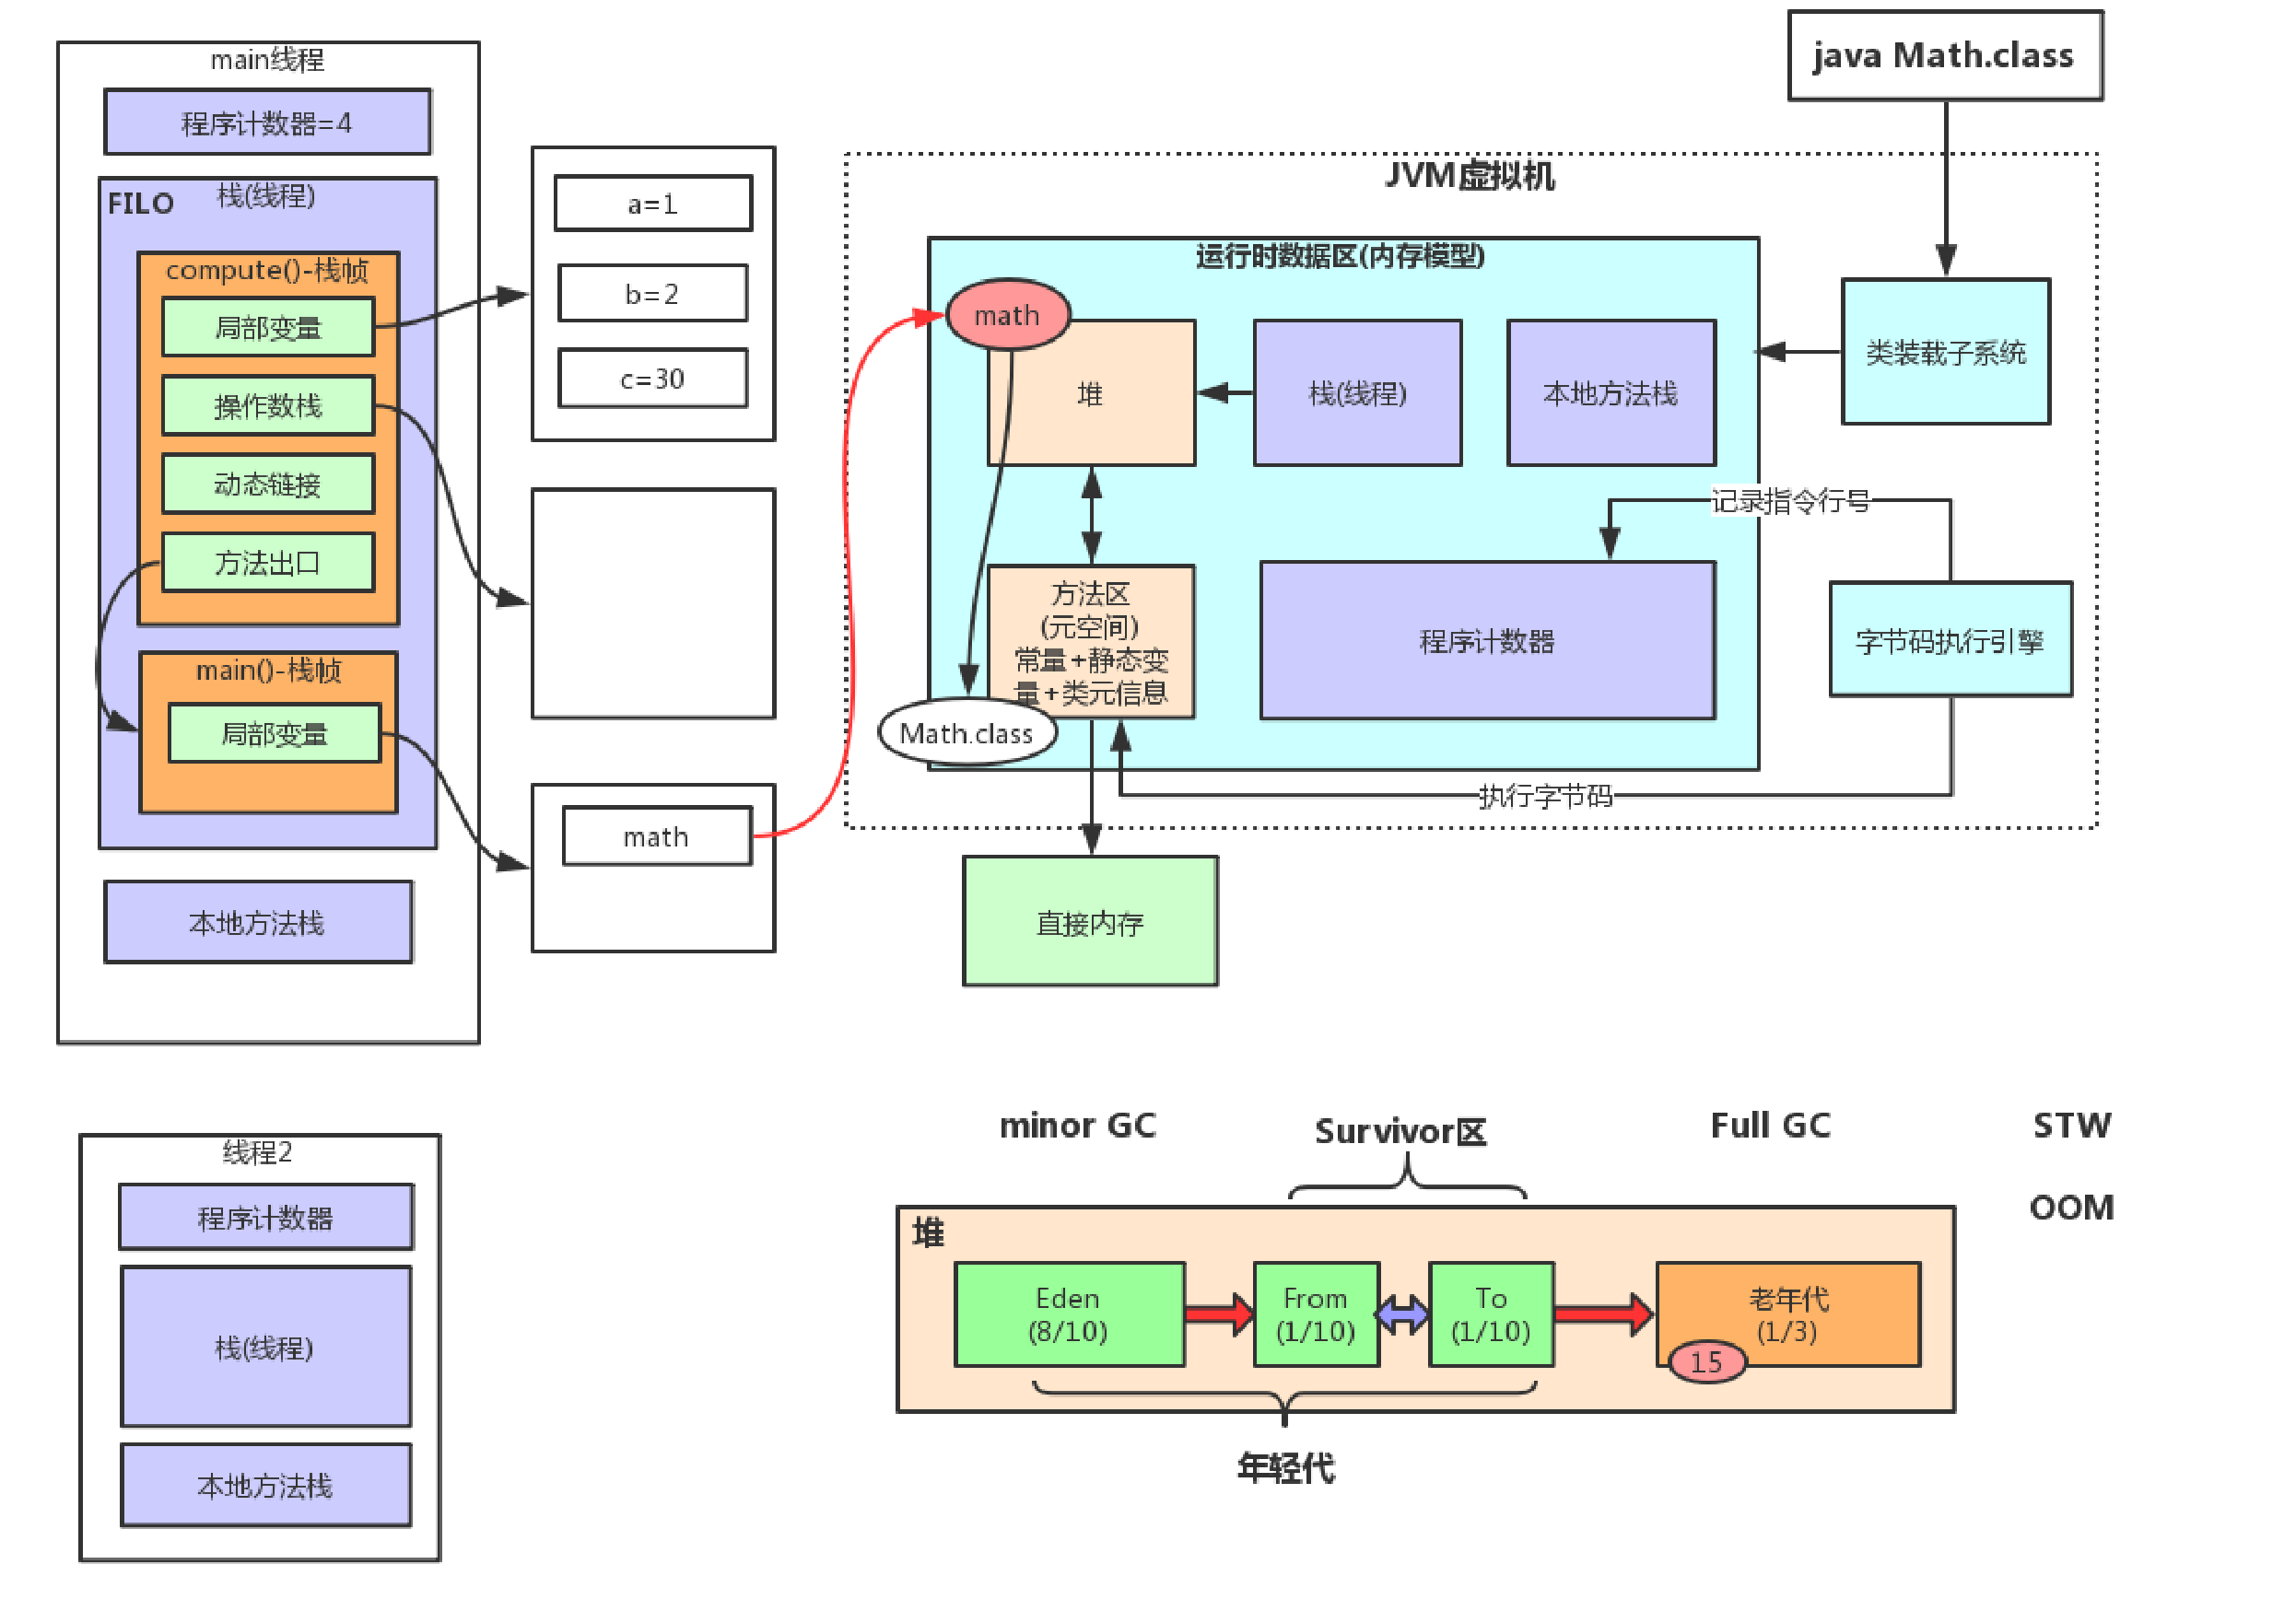 main线程
程序计数器=4
FILO
栈(线程)
compute()-栈帧
局部变量
操作数栈
动态链接
方法出口
main()-栈帧
局部变量
本地方法栈
a=1
b=2
c=30
math
java Math.class
JVM虚拟机
运行时数据区(内存模型)
math
堆
栈(线程)
本地方法栈
类装载子系统
记录指令行号
方法区
(元空间)
常量+静态变
量+类元信息
Math.class
程序计数器
字节码执行引擎
执行字节码
直接内存
线程2
程序计数器
栈(线程)
本地方法栈
minor GC
Survivor区
Full GC
STW
OOM
堆
Eden
(8/10)
From
(1/10)
To
(1/10)
老年代
(1/3)
15
年轻代